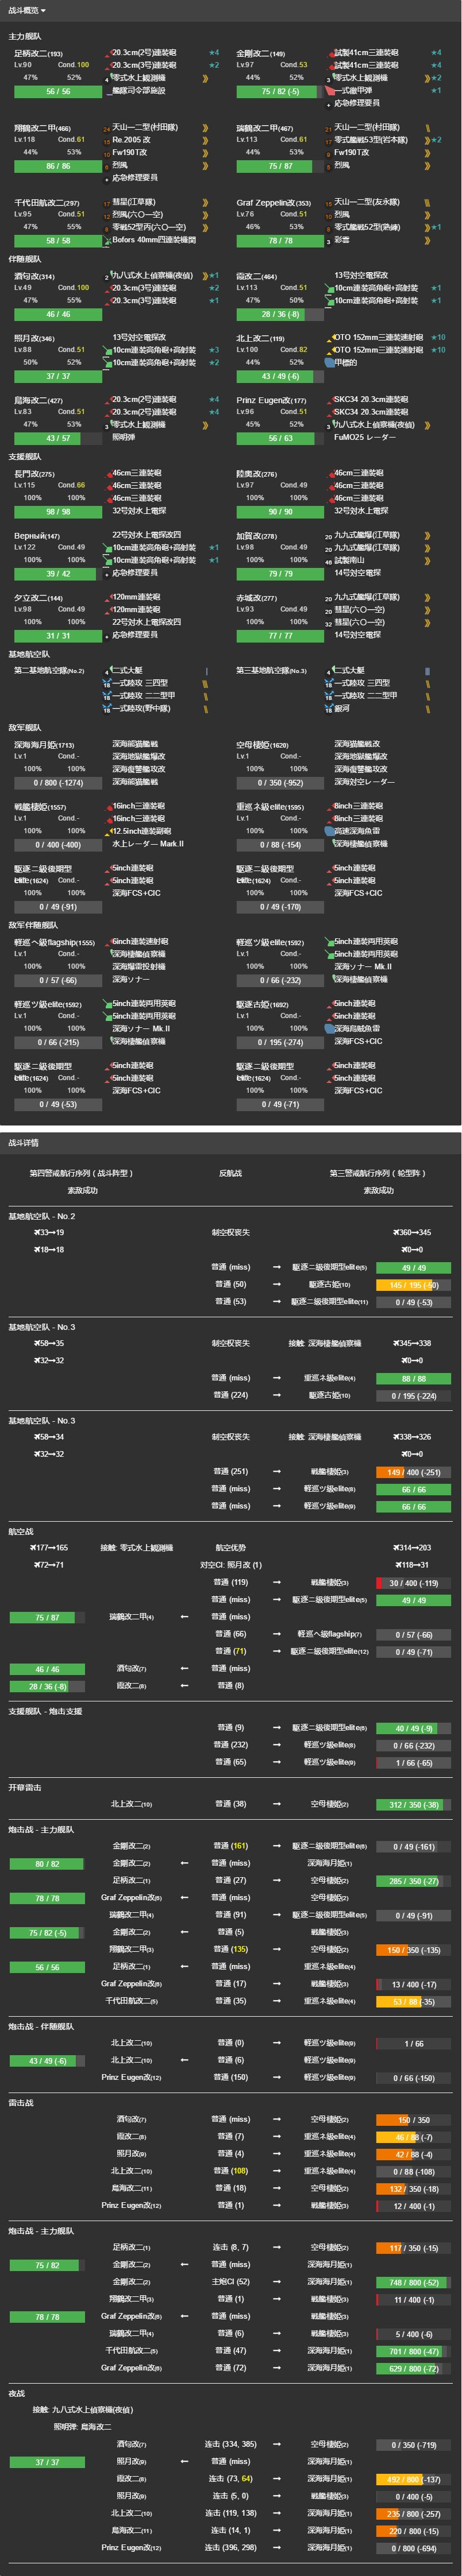 战斗概览
主力舰队
足柄改二(193)
Lv.90 Cond.100
47% 52%
56 / 56
20.3cm(2号)連装砲 ★4
20.3cm(2号)連装砲 ★2
4 零式水上観測機
艦隊司令部施設
金剛改二(149)
Lv.97 Cond.53
44% 52%
75 / 82 (-5)
試製41cm三連装砲 ★4
試製41cm三連装砲 ★4
3 零式水上観測機 ★2
一式徹甲弾 ★1
+ 応急修理要員
翔鶴改二甲(466)
Lv.118 Cond.61
44% 53%
86 / 86
24 天山一二型(村田隊)
15 Re.2005 改
10 Fw190T改
6 烈風
+ 応急修理要員
瑞鶴改二甲(467)
Lv.113 Cond.61
44% 53%
75 / 87
21 天山一二型(村田隊)
17 零式艦戦53型(岩本隊) ★2
9 Fw190T改
6 烈風
千代田航改二(297)
Lv.95 Cond.51
47% 55%
58 / 58
17 彗星(江草隊)
12 烈風(六〇一空)
8 零戦52型丙(六〇一空)
Bofors 40mm四連装機関
Graf Zeppelin改(353)
Lv.76 Cond.51
46% 53%
78 / 78
15 天山一二型(友永隊)
10 烈風
8 零式艦戦52型(熟練) ★1
3 彩雲
伴随舰队
酒匂改(314)
Lv.49 Cond.100
47% 52%
46 / 46
2 九八式水上偵察機(夜偵) ★1
20.3cm(3号)連装砲 ★2
20.3cm(3号)連装砲 ★1
霞改二(464)
Lv.113 Cond.51
47% 50%
28 / 36 (-8)
13号対空電探改
10cm連装高角砲+高射装 ★1
10cm連装高角砲+高射装 ★1
照月改(346)
Lv.88 Cond.51
50% 52%
37 / 37
13号対空電探改
10cm連装高角砲+高射装 ★3
10cm連装高角砲+高射装 ★2
北上改二(119)
Lv.100 Cond.82
44% 52%
43 / 49 (-6)
OTO 152mm三連装速射砲 ★10
OTO 152mm三連装速射砲 ★10
甲標的
鳥海改二(427)
Lv.83 Cond.51
47% 53%
43 / 57
20.3cm(2号)連装砲 ★4
20.3cm(2号)連装砲 ★4
3 零式水上観測機
照明弾
Prinz Eugen改(177)
Lv.96 Cond.51
45% 52%
56 / 63
SKC34 20.3cm連装砲
SKC34 20.3cm連装砲
3 九八式水上偵察機(夜偵)
FuMO25 レーダー
支援舰队
長門改(275)
Lv.115 Cond.66
100% 100%
98 / 98
46cm三連装砲
46cm三連装砲
46cm三連装砲
32号対水上電探
陸奥改(276)
Lv.97 Cond.49
100% 100%
90 / 90
46cm三連装砲
46cm三連装砲
46cm三連装砲
32号対水上電探
Верный(147)
Lv.122 Cond.49
100% 100%
39 / 42
22号対水上電探改四
10cm連装高角砲+高射装 ★1
10cm連装高角砲+高射装 ★1
+ 応急修理要員
加賀改(278)
Lv.98 Cond.49
100% 100%
79 / 79
20 九九式艦爆(江草隊)
20 九九式艦爆(江草隊)
46 試製南山
14号対空電探
夕立改二(144)
Lv.98 Cond.49
100% 100%
31 / 31
120mm連装砲
120mm連装砲
22号対水上電探改四
+ 応急修理要員
赤城改(277)
Lv.93 Cond.49
100% 100%
77 / 77
20 九九式艦爆(江草隊)
20 彗星(六〇一空)
32 彗星(六〇一空)
14号対空電探
基地航空队
第二基地航空隊(No.2)
4 二式大艇
18 一式陸攻 三四型
18 一式陸攻 二二型甲
18 一式陸攻(野中隊)
第三基地航空隊(No.3)
4 二式大艇
18 一式陸攻 三四型
18 一式陸攻 二二型甲
18 銀河
敌军舰队
深海海月姫(1713)
Lv.1 Cond.-
100% 100%
0 / 800 (-1274)
深海熊猫艦戦
深海地獄艦爆改
深海復讐艦攻改
深海熊猫艦戦
空母棲姫(1620)
Lv.1 Cond.-
100% 100%
0 / 350 (-952)
深海猫艦戦改
深海地獄艦爆改
深海復讐艦攻改
深海対空レーダー
戦艦棲姫(1557)
Lv.1 Cond.-
100% 100%
0 / 400 (-400)
16inch三連装砲
16inch三連装砲
12.5inch連装副砲
水上レーダー Mark.II
重巡ネ級elite(1595)
Lv.1 Cond.-
100% 100%
0 / 88 (-154)
8inch三連装砲
8inch三連装砲
高速深海魚雷
深海棲艦偵察機
駆逐ニ級後期型elite(1624)
Cond.-
100% 100%
0 / 49 (-91)
5inch連装砲
5inch連装砲
深海FCS+CIC
駆逐ニ級後期型elite(1624)
Cond.-
100% 100%
0 / 49 (-170)
5inch連装砲
5inch連装砲
深海FCS+CIC
敌军伴随舰队
軽巡ヘ級flagship(1555)
Lv.1 Cond.-
100% 100%
0 / 57 (-66)
6inch連装速射砲
深海棲艦偵察機
深海爆雷投射機
深海ソナー
軽巡ツ級elite(1592)
Lv.1 Cond.-
100% 100%
0 / 66 (-232)
5inch連装両用莢砲
5inch連装両用莢砲
深海ソナー Mk.II
深海棲艦偵察機
軽巡ツ級elite(1592)
Lv.1 Cond.-
100% 100%
0 / 66 (-215)
5inch連装両用莢砲
5inch連装両用莢砲
深海ソナー Mk.II
深海棲艦偵察機
駆逐古姫(1692)
Lv.1 Cond.-
100% 100%
0 / 195 (-274)
5inch連装砲
5inch連装砲
深海烏賊魚雷
深海FCS+CIC
駆逐ニ級後期型elite(1624)
Cond.-
100% 100%
0 / 49 (-53)
5inch連装砲
5inch連装砲
深海FCS+CIC
駆逐ニ級後期型elite(1624)
Cond.-
100% 100%
0 / 49 (-71)
5inch連装砲
5inch連装砲
深海FCS+CIC
战斗详情
第四警戒航行序列（战斗阵型） 反航战 第三警戒航行序列（轮型阵）
索敌成功 索敌成功
基地航空队 - No.2
33→19 制空权丧失 360→345
18→18 0→0
普通 (miss) → 駆逐ニ級後期型elite(5) 49 / 49
普通 (50) → 駆逐古姫(10) 145 / 195 (-50)
普通 (53) → 駆逐ニ級後期型elite(11) 0 / 49 (-53)
基地航空队 - No.3
58→35 制空权丧失 接触: 深海棲艦偵察機 345→338
32→32 0→0
普通 (miss) → 重巡ネ級elite(4) 88 / 88
普通 (224) → 駆逐古姫(10) 0 / 195 (-224)
基地航空队 - No.3
58→34 制空权丧失 接触: 深海棲艦偵察機 338→326
32→32 0→0
普通 (251) → 戦艦棲姫(3) 149 / 400 (-251)
普通 (miss) → 軽巡ツ級elite(8) 66 / 66
普通 (miss) → 軽巡ツ級elite(9) 66 / 66
航空战
177→165 接触: 零式水上観測機 航空优势 314→203
72→71 对空CI: 照月改 (1) 118→31
普通 (119) → 戦艦棲姫(3) 30 / 400 (-119)
普通 (miss) → 駆逐ニ級後期型elite(5) 49 / 49
75 / 87 瑞鶴改二甲(4) ← 普通 (miss)
普通 (66) → 軽巡ヘ級flagship(7) 0 / 57 (-66)
普通 (71) → 駆逐ニ級後期型elite(12) 0 / 49 (-71)
46 / 46 酒匂改(7) ← 普通 (miss)
28 / 36 (-8) 霞改二(8) ← 普通 (8)
支援舰队 - 炮击支援
普通 (9) → 駆逐ニ級後期型elite(6) 40 / 49 (-9)
普通 (232) → 軽巡ツ級elite(8) 0 / 66 (-232)
普通 (65) → 軽巡ツ級elite(9) 1 / 66 (-65)
开幕雷击
北上改二(10) 普通 (38) → 空母棲姫(2) 312 / 350 (-38)
炮击战 - 主力舰队
金剛改二(2) 普通 (161) → 駆逐ニ級後期型elite(6) 0 / 49 (-161)
80 / 82 金剛改二(2) ← 普通 (miss) 深海海月姫(1)
足柄改二(1) 普通 (27) → 空母棲姫(2) 285 / 350 (-27)
78 / 78 Graf Zeppelin改(6) ← 普通 (miss) 空母棲姫(2)
瑞鶴改二甲(4) 普通 (91) → 駆逐ニ級後期型elite(5) 0 / 49 (-91)
75 / 82 (-5) 金剛改二(2) ← 普通 (5) 戦艦棲姫(3)
翔鶴改二甲(3) 普通 (135) → 空母棲姫(2) 150 / 350 (-135)
56 / 56 足柄改二(1) ← 普通 (miss) 重巡ネ級elite(4)
Graf Zeppelin改(6) 普通 (17) → 戦艦棲姫(3) 13 / 400 (-17)
千代田航改二(5) 普通 (35) → 重巡ネ級elite(4) 53 / 88 (-35)
炮击战 - 伴随舰队
北上改二(10) 普通 (0) → 軽巡ツ級elite(9) 1 / 66
43 / 49 (-6) 北上改二(10) ← 普通 (6) 軽巡ツ級elite(9)
Prinz Eugen改(12) 普通 (150) → 軽巡ツ級elite(9) 0 / 66 (-150)
雷击战
酒匂改(7) 普通 (miss) → 空母棲姫(2) 150 / 350
霞改二(8) 普通 (7) → 重巡ネ級elite(4) 46 / 88 (-7)
照月改(9) 普通 (4) → 重巡ネ級elite(4) 42 / 88 (-4)
北上改二(10) 普通 (108) → 重巡ネ級elite(4) 0 / 88 (-108)
鳥海改二(11) 普通 (18) → 空母棲姫(2) 132 / 350 (-18)
Prinz Eugen改(12) 普通 (1) → 戦艦棲姫(3) 12 / 400 (-1)
炮击战 - 主力舰队
足柄改二(1) 连击 (8, 7) → 空母棲姫(2) 117 / 350 (-15)
75 / 82 金剛改二(2) ← 普通 (miss) 深海海月姫(1)
金剛改二(2) 主炮CI (52) → 深海海月姫(1) 748 / 800 (-52)
翔鶴改二甲(3) 普通 (1) → 戦艦棲姫(3) 11 / 400 (-1)
78 / 78 Graf Zeppelin改(6) ← 普通 (miss) 戦艦棲姫(3)
瑞鶴改二甲(4) 普通 (6) → 戦艦棲姫(3) 5 / 400 (-6)
千代田航改二(5) 普通 (47) → 深海海月姫(1) 701 / 800 (-47)
Graf Zeppelin改(6) 普通 (72) → 深海海月姫(1) 629 / 800 (-72)
夜战
接触: 九八式水上偵察機(夜偵)
照明弹: 鳥海改二
酒匂改(7) 连击 (334, 385) → 空母棲姫(2) 0 / 350 (-719)
37 / 37 照月改(9) ← 普通 (miss) 深海海月姫(1)
霞改二(8) 连击 (73, 64) → 深海海月姫(1) 492 / 800 (-137)
照月改(9) 连击 (5, 0) → 戦艦棲姫(3) 0 / 400 (-5)
北上改二(10) 连击 (119, 138) → 深海海月姫(1) 235 / 800 (-257)
鳥海改二(11) 连击 (14, 1) → 深海海月姫(1) 220 / 800 (-15)
Prinz Eugen改(12) 连击 (396, 298) → 深海海月姫(1) 0 / 800 (-694)